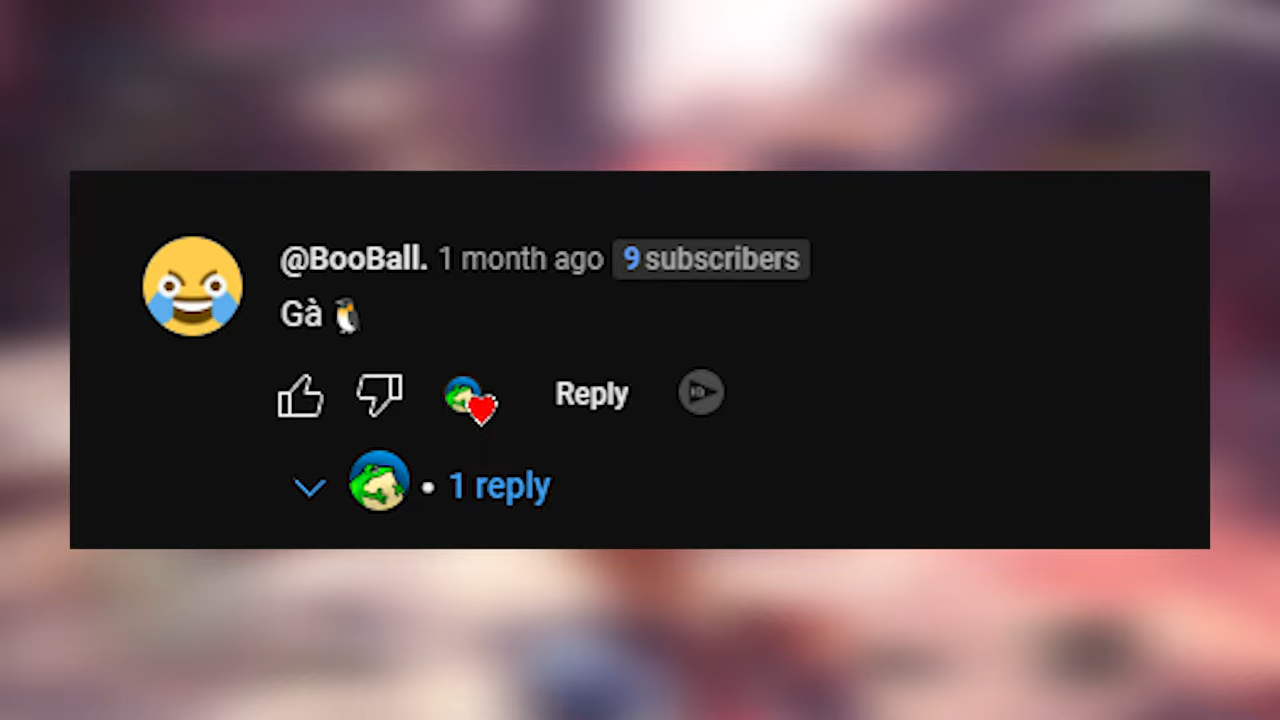 @BooBall. 1 month ago 9 subscribers
Gà 🐧
Reply
• 1 reply